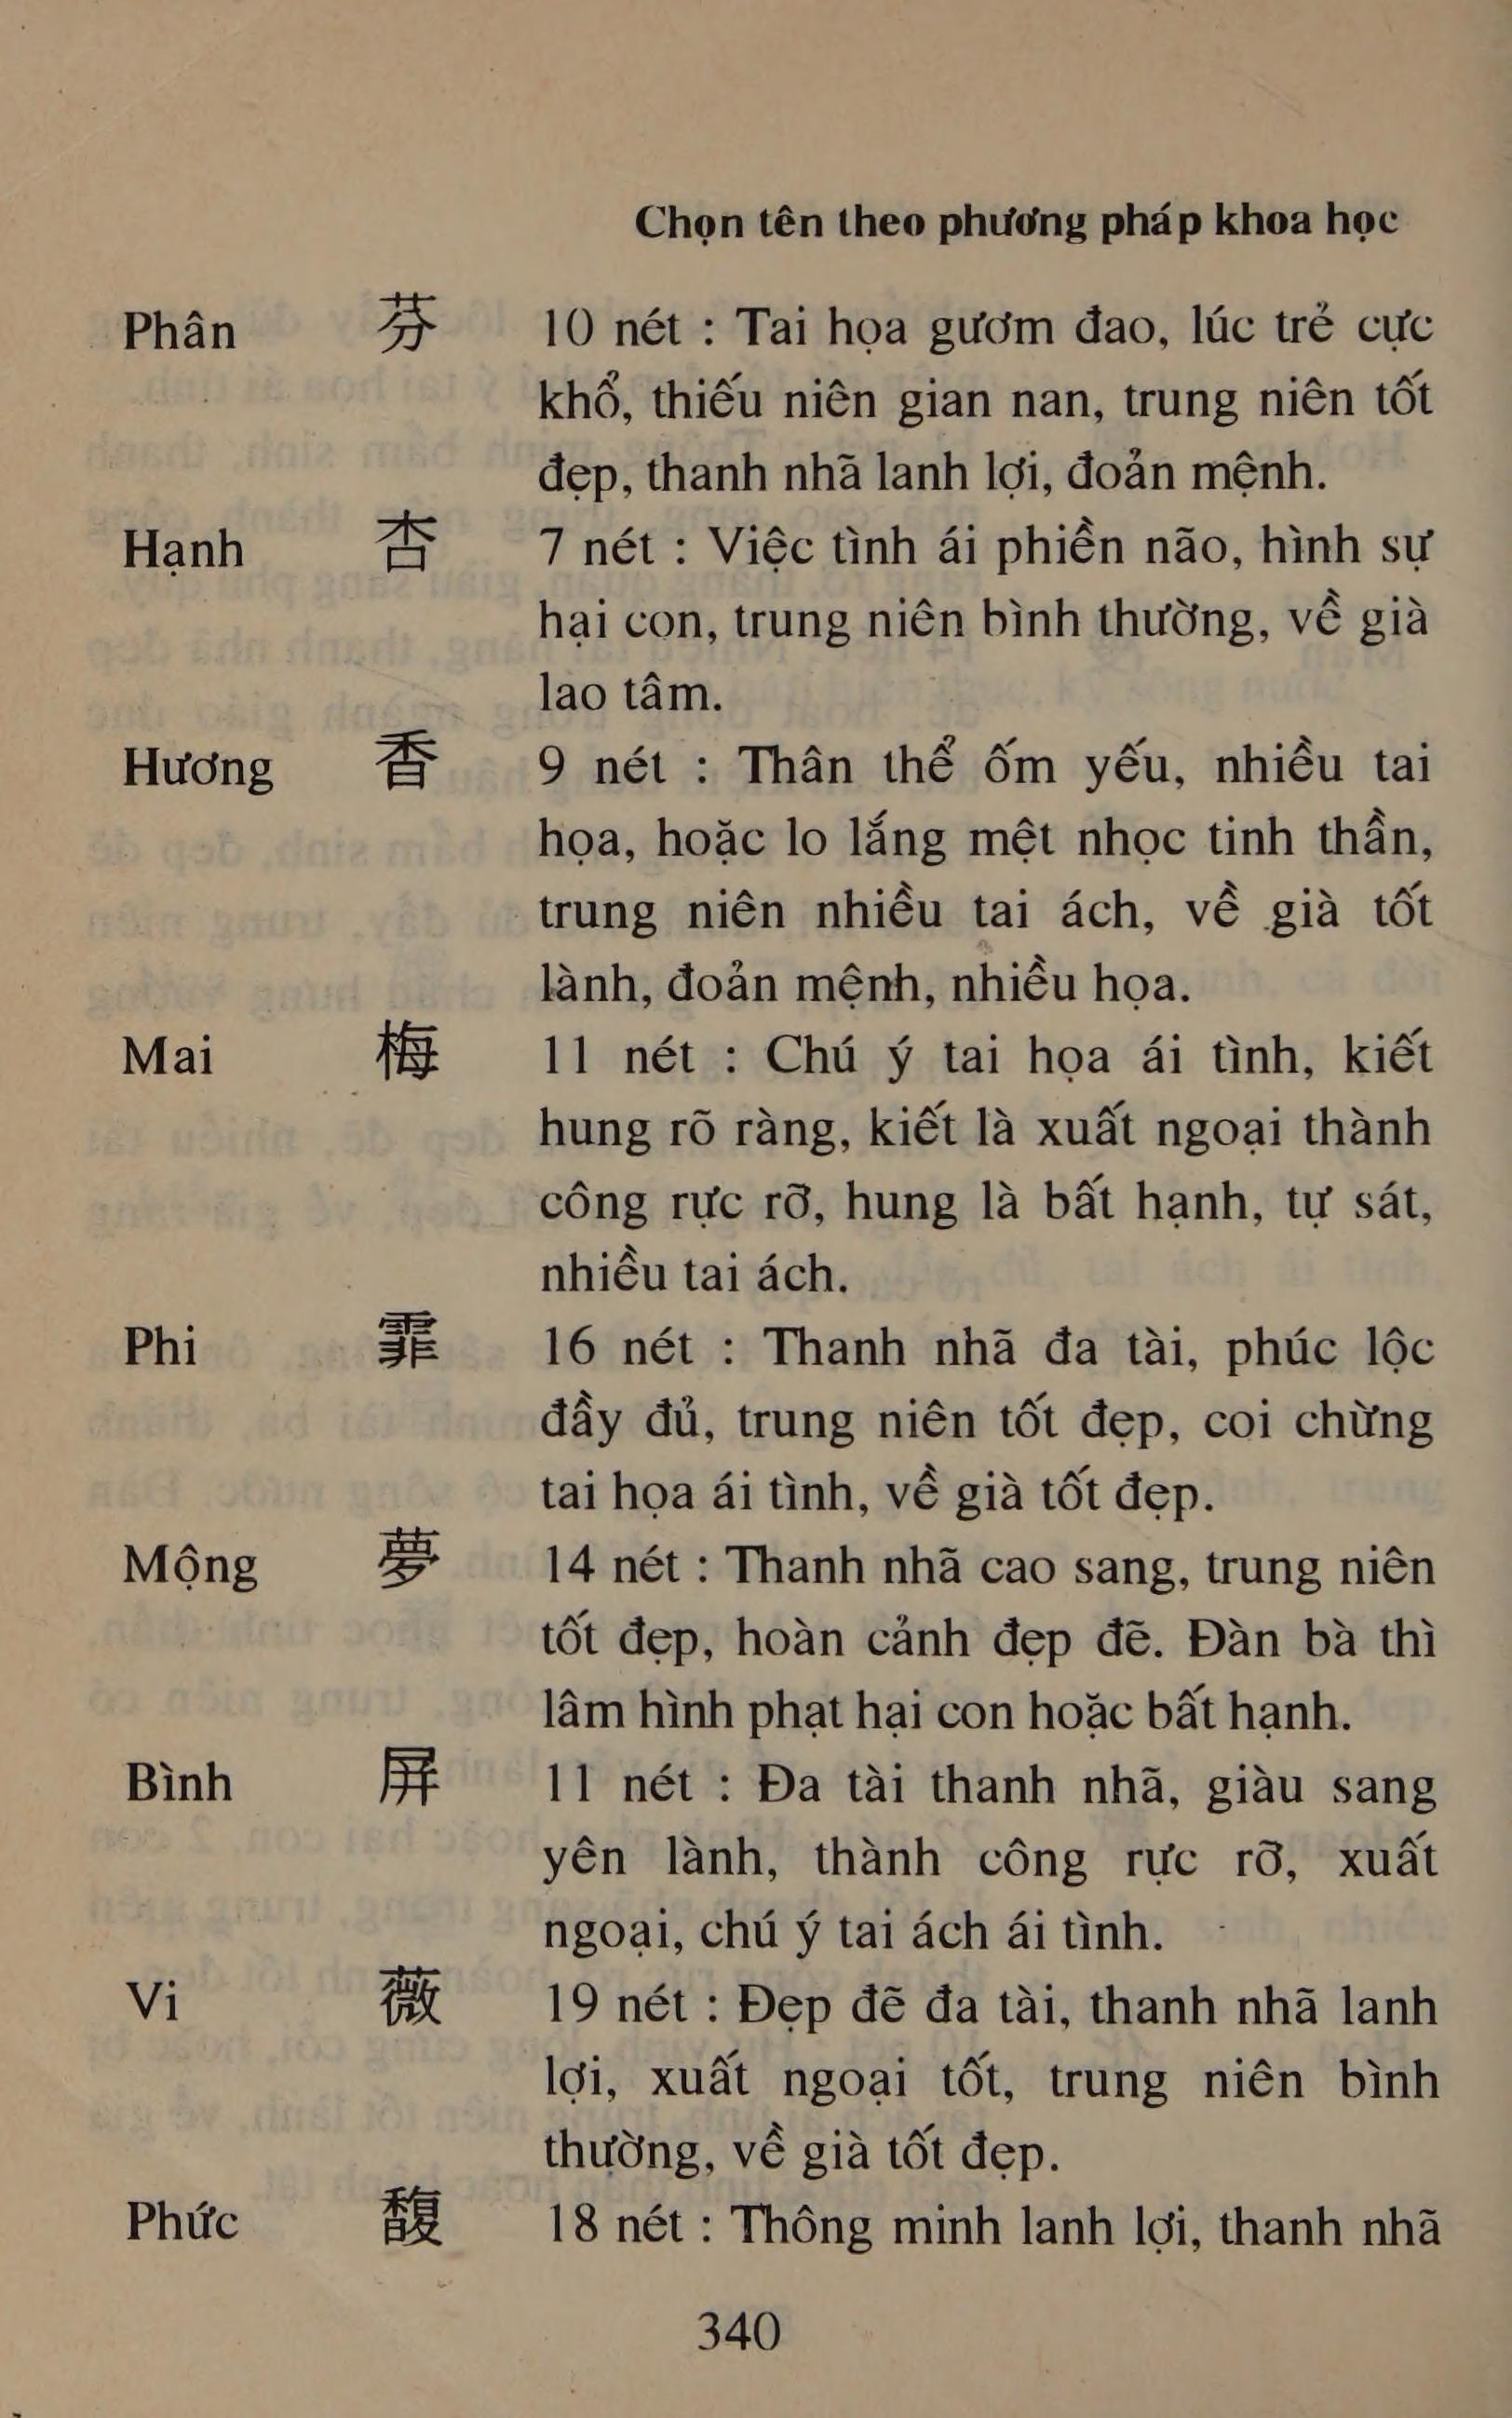 Chọn tên theo phương pháp khoa học
Phân 芬 10 nét : Tai họa gươm đao, lúc trẻ cực
khổ, thiếu niên gian nan, trung niên tốt
đẹp, thanh nhã lanh lợi, đoản mệnh.
Hạnh 杏 7 nét : Việc tình ái phiền não, hình sự
hại con, trung niên bình thường, về già
lao tâm.
Hương 香 9 nét : Thân thể ốm yếu, nhiều tai
họa, hoặc lo lắng mệt nhọc tinh thần,
trung niên nhiều tai ách, về già tốt
lành, đoản mệnh, nhiều họa.
Mai 梅 11 nét : Chú ý tai họa ái tình, kiết
hung rõ ràng, kiết là xuất ngoại thành
công rực rỡ, hung là bất hạnh, tự sát,
nhiều tai ách.
Phi 霏 16 nét : Thanh nhã đa tài, phúc lộc
đầy đủ, trung niên tốt đẹp, coi chừng
tai họa ái tình, về già tốt đẹp.
Mộng 夢 14 nét : Thanh nhã cao sang, trung niên
tốt đẹp, hoàn cảnh đẹp đẽ. Đàn bà thì
lâm hình phạt hại con hoặc bất hạnh.
Bình 屏 11 nét : Đa tài thanh nhã, giàu sang
yên lành, thành công rực rỡ, xuất
ngoại, chú ý tai ách ái tình.
Vi 薇 19 nét : Đẹp đẽ đa tài, thanh nhã lanh
lợi, xuất ngoại tốt, trung niên bình
thường, về già tốt đẹp.
Phức 馥 18 nét : Thông minh lanh lợi, thanh nhã
340